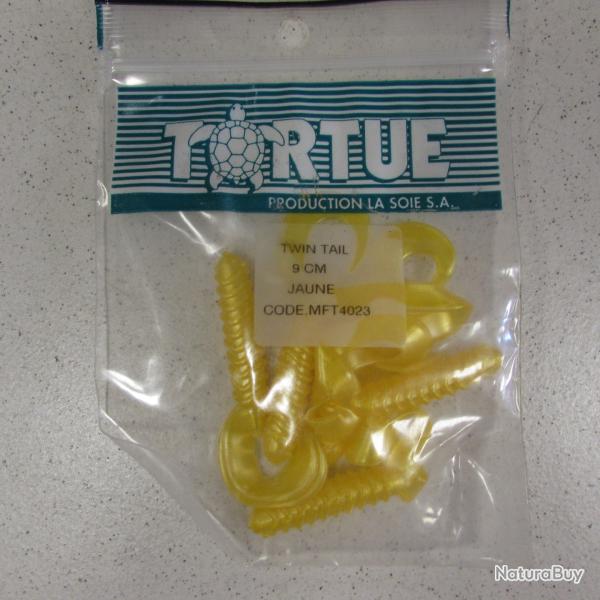 TORTUE
PRODUCTION LA SOIE S.A.
TWIN TAIL
9 CM
JAUNE
CODE.MFT4023
NaturaBuy